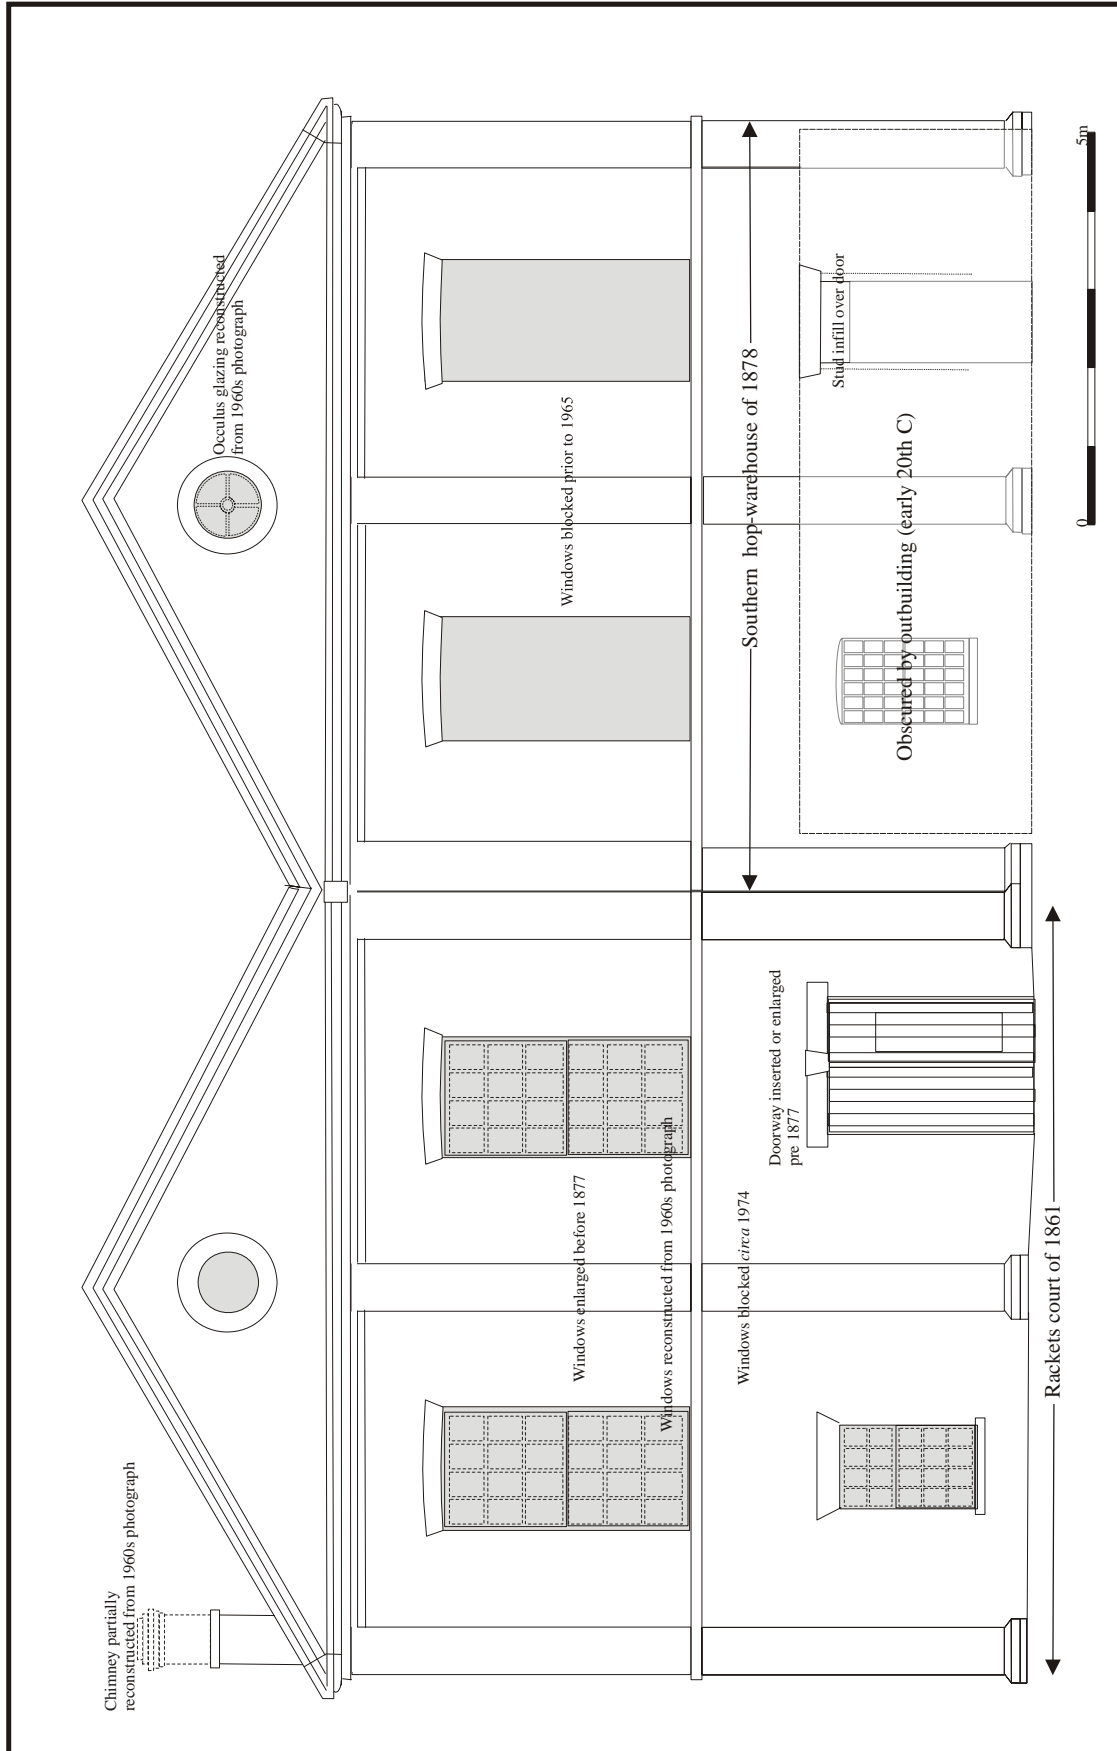 Chimney partially
reconstructed from 1960s photograph
Occulus glazing reconstructed
from 1960s photograph
Windows enlarged before 1877
Windows blocked prior to 1965
Windows reconstructed from 1960s photograph
Windows blocked circa 1974
Southern hop-warehouse of 1878
Doorway inserted or enlarged
pre 1877
Stud infill over door
Obscured by outbuilding (early 20th C)
Rackets court of 1861
0
5m